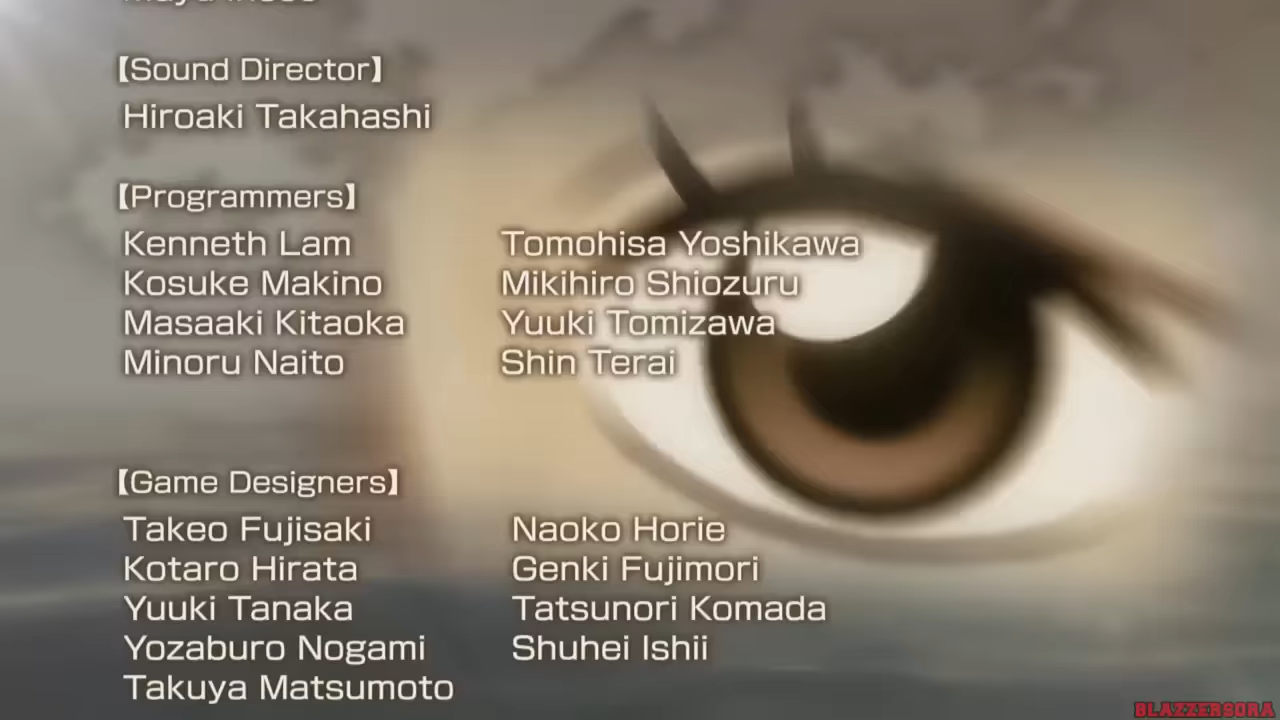 【Sound Director】
Hiroaki Takahashi
【Programmers】
Kenneth Lam
Kosuke Makino
Masaaki Kitaoka
Minoru Naito
Tomohisa Yoshikawa
Mikihiro Shiozuru
Yuuki Tomizawa
Shin Terai
【Game Designers】
Takeo Fujisaki
Kotaro Hirata
Yuuki Tanaka
Yozaburo Nogami
Takuya Matsumoto
Naoko Horie
Genki Fujimori
Tatsunori Komada
Shuhei Ishii
BLAZZERSORA